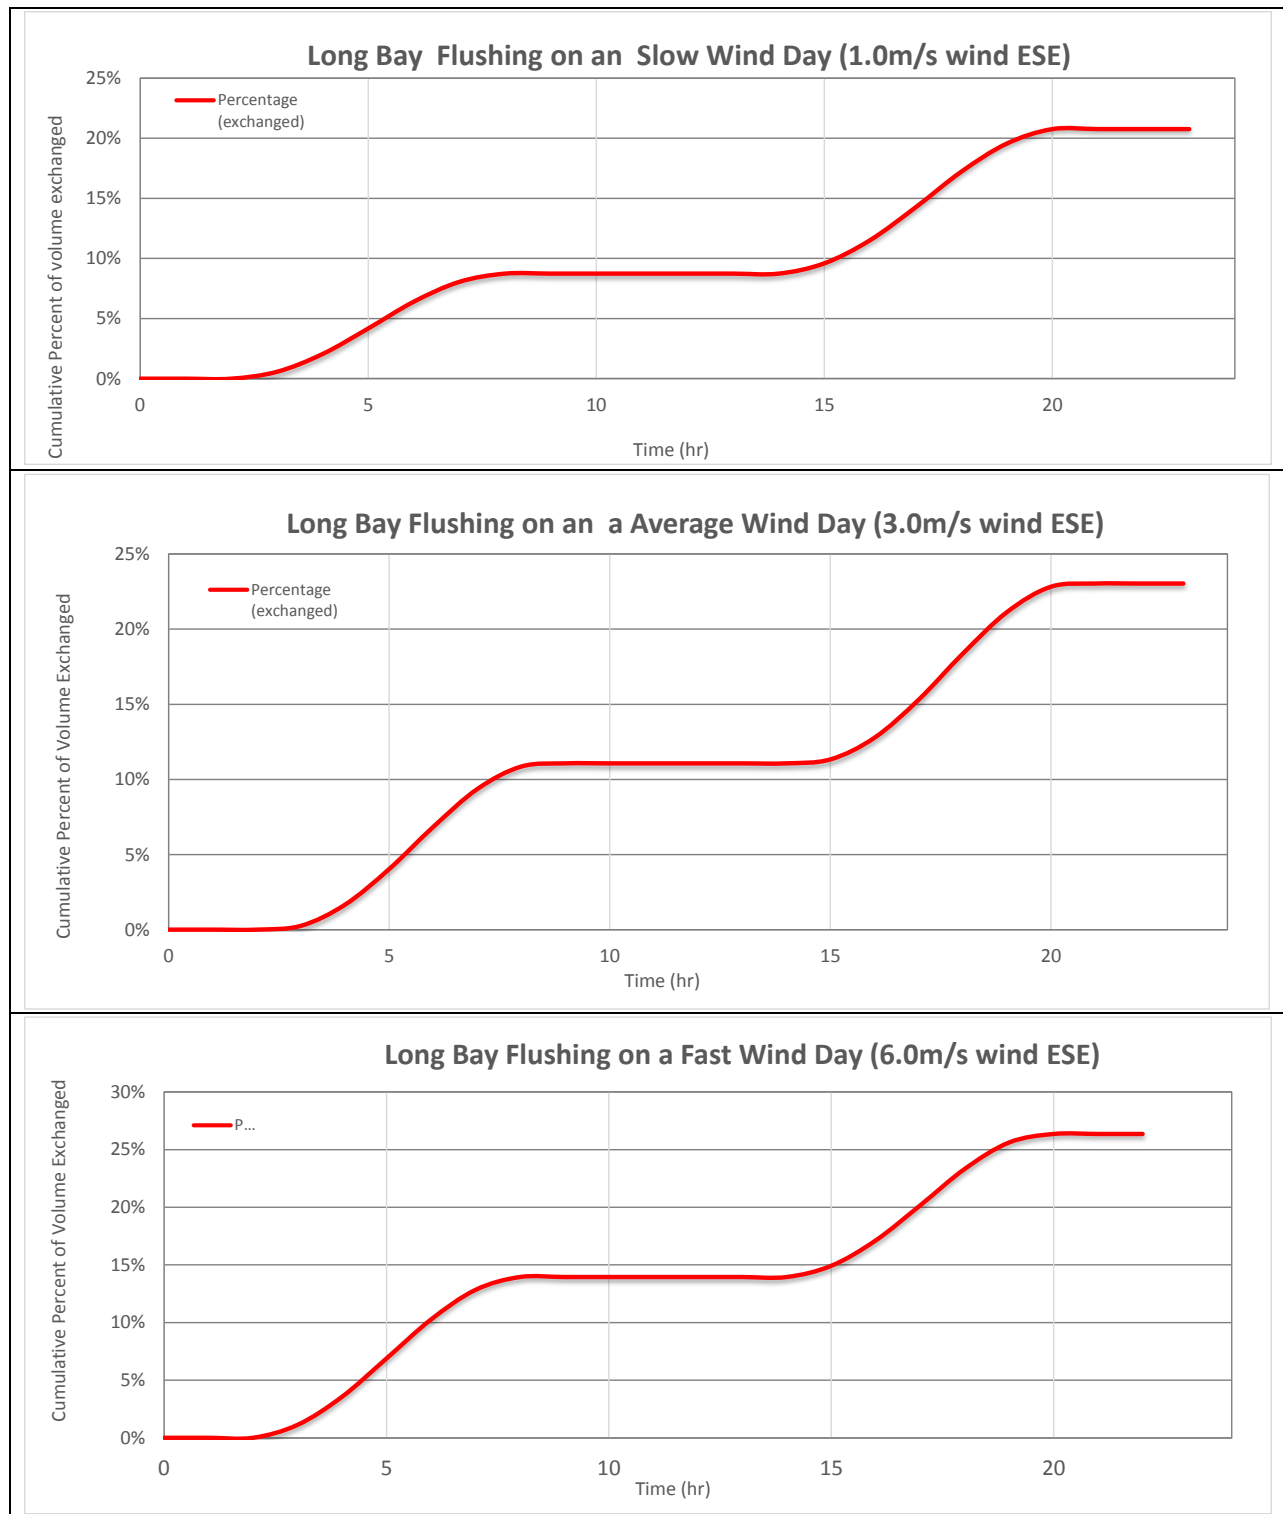 Long Bay  Flushing on an  Slow Wind Day (1.0m/s wind ESE)
Cumulative Percent of volume exchanged
25%
20%
15%
10%
5%
0%
Percentage
(exchanged)
0 5 10 15 20
Time (hr)
Long Bay Flushing on an  a Average Wind Day (3.0m/s wind ESE)
Cumulative Percent of Volume Exchanged
25%
20%
15%
10%
5%
0%
Percentage
(exchanged)
0 5 10 15 20
Time (hr)
Long Bay Flushing on a Fast Wind Day (6.0m/s wind ESE)
Cumulative Percent of Volume Exchanged
30%
25%
20%
15%
10%
5%
0%
P...
0 5 10 15 20
Time (hr)